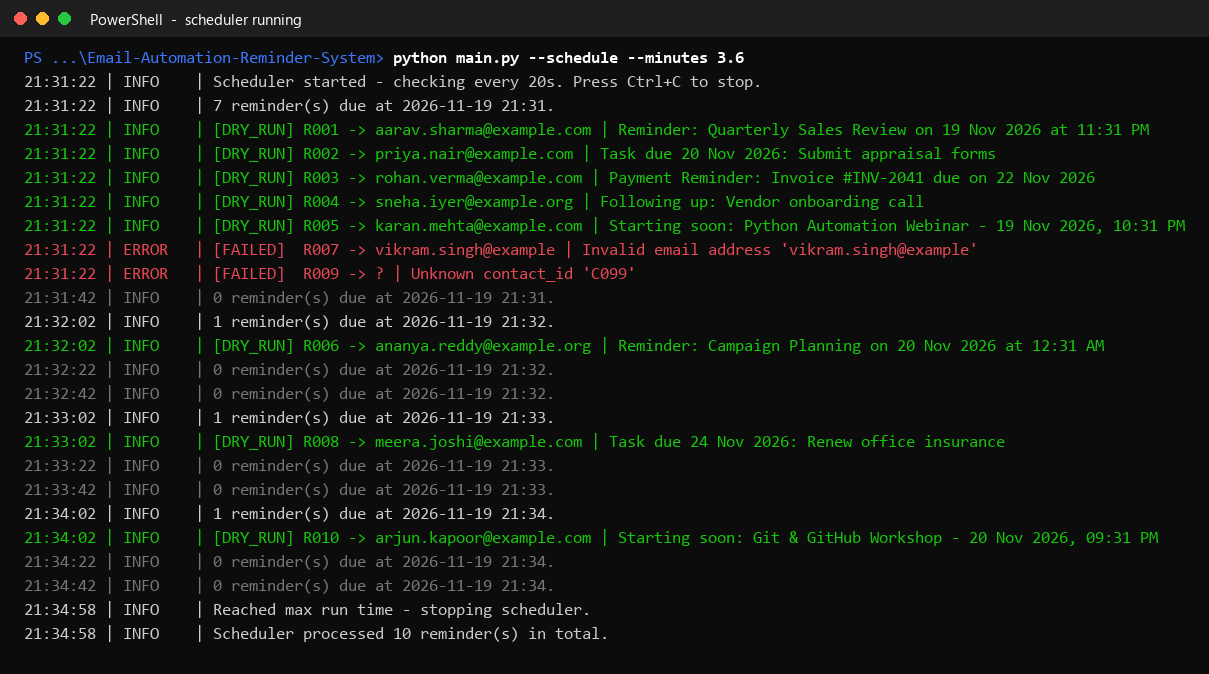 PowerShell - scheduler running
PS ...\Email-Automation-Reminder-System> python main.py --schedule --minutes 3.6
21:31:22 | INFO    | Scheduler started - checking every 20s. Press Ctrl+C to stop.
21:31:22 | INFO    | 7 reminder(s) due at 2026-11-19 21:31.
21:31:22 | INFO    | [DRY_RUN] R001 -> aarav.sharma@example.com | Reminder: Quarterly Sales Review on 19 Nov 2026 at 11:31 PM
21:31:22 | INFO    | [DRY_RUN] R002 -> priya.nair@example.com | Task due 20 Nov 2026: Submit appraisal forms
21:31:22 | INFO    | [DRY_RUN] R003 -> rohan.verma@example.com | Payment Reminder: Invoice #INV-2041 due on 22 Nov 2026
21:31:22 | INFO    | [DRY_RUN] R004 -> sneha.iyer@example.org | Following up: Vendor onboarding call
21:31:22 | INFO    | [DRY_RUN] R005 -> karan.mehta@example.com | Starting soon: Python Automation Webinar - 19 Nov 2026, 10:31 PM
21:31:22 | ERROR   | [FAILED]  R007 -> vikram.singh@example | Invalid email address 'vikram.singh@example'
21:31:22 | ERROR   | [FAILED]  R009 -> ? | Unknown contact_id 'C099'
21:31:42 | INFO    | 0 reminder(s) due at 2026-11-19 21:31.
21:32:02 | INFO    | 1 reminder(s) due at 2026-11-19 21:32.
21:32:02 | INFO    | [DRY_RUN] R006 -> ananya.reddy@example.org | Reminder: Campaign Planning on 20 Nov 2026 at 12:31 AM
21:32:22 | INFO    | 0 reminder(s) due at 2026-11-19 21:32.
21:32:42 | INFO    | 0 reminder(s) due at 2026-11-19 21:32.
21:33:02 | INFO    | 1 reminder(s) due at 2026-11-19 21:33.
21:33:02 | INFO    | [DRY_RUN] R008 -> meera.joshi@example.com | Task due 24 Nov 2026: Renew office insurance
21:33:22 | INFO    | 0 reminder(s) due at 2026-11-19 21:33.
21:33:42 | INFO    | 0 reminder(s) due at 2026-11-19 21:33.
21:34:02 | INFO    | 1 reminder(s) due at 2026-11-19 21:34.
21:34:02 | INFO    | [DRY_RUN] R010 -> arjun.kapoor@example.com | Starting soon: Git & GitHub Workshop - 20 Nov 2026, 09:31 PM
21:34:22 | INFO    | 0 reminder(s) due at 2026-11-19 21:34.
21:34:42 | INFO    | 0 reminder(s) due at 2026-11-19 21:34.
21:34:58 | INFO    | Reached max run time - stopping scheduler.
21:34:58 | INFO    | Scheduler processed 10 reminder(s) in total.